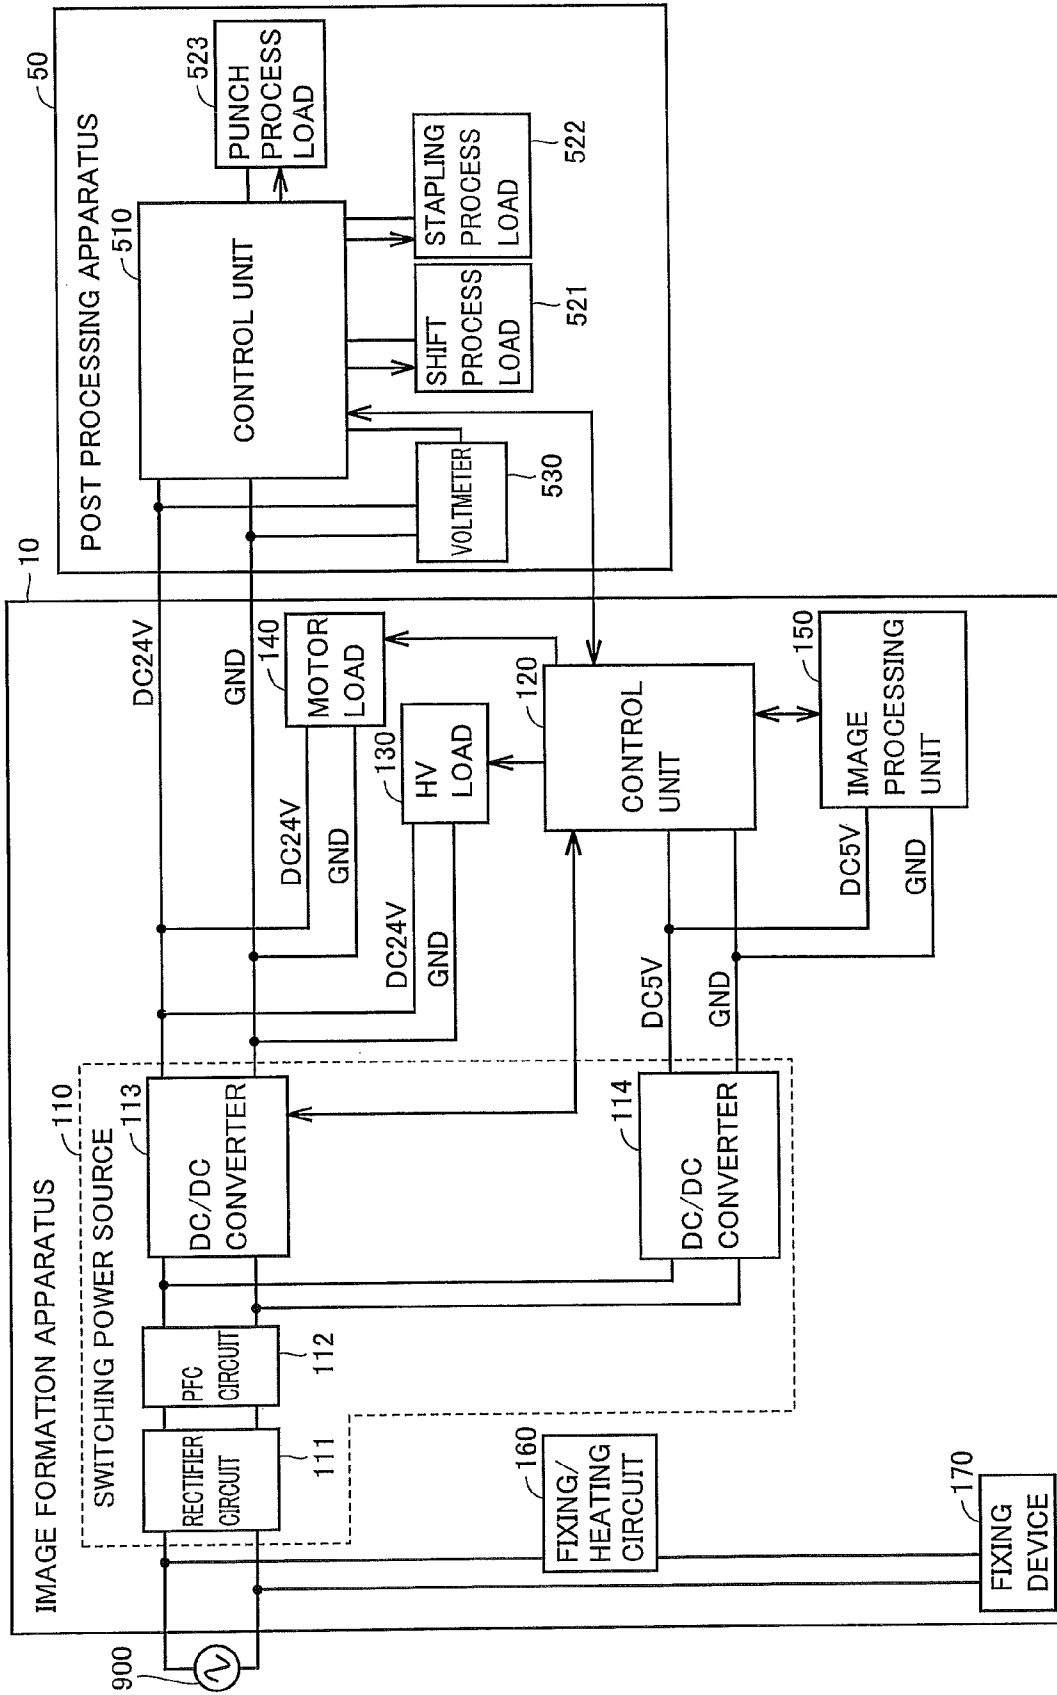 900
IMAGE FORMATION APPARATUS
10
SWITCHING POWER SOURCE
110
RECTIFIER
CIRCUIT
111
PFC
CIRCUIT
112
DC/DC
CONVERTER
113
DC/DC
CONVERTER
114
DC24V
GND
DC24V
GND
MOTOR
LOAD
140
DC24V
GND
HV
LOAD
130
CONTROL
UNIT
120
DC5V
GND
DC5V
GND
IMAGE
PROCESSING
UNIT
150
FIXING/
HEATING
CIRCUIT
160
FIXING
DEVICE
170
POST PROCESSING APPARATUS
50
CONTROL UNIT
510
VOLTMETER
530
SHIFT
PROCESS
LOAD
521
STAPLING
PROCESS
LOAD
522
PUNCH
PROCESS
LOAD
523